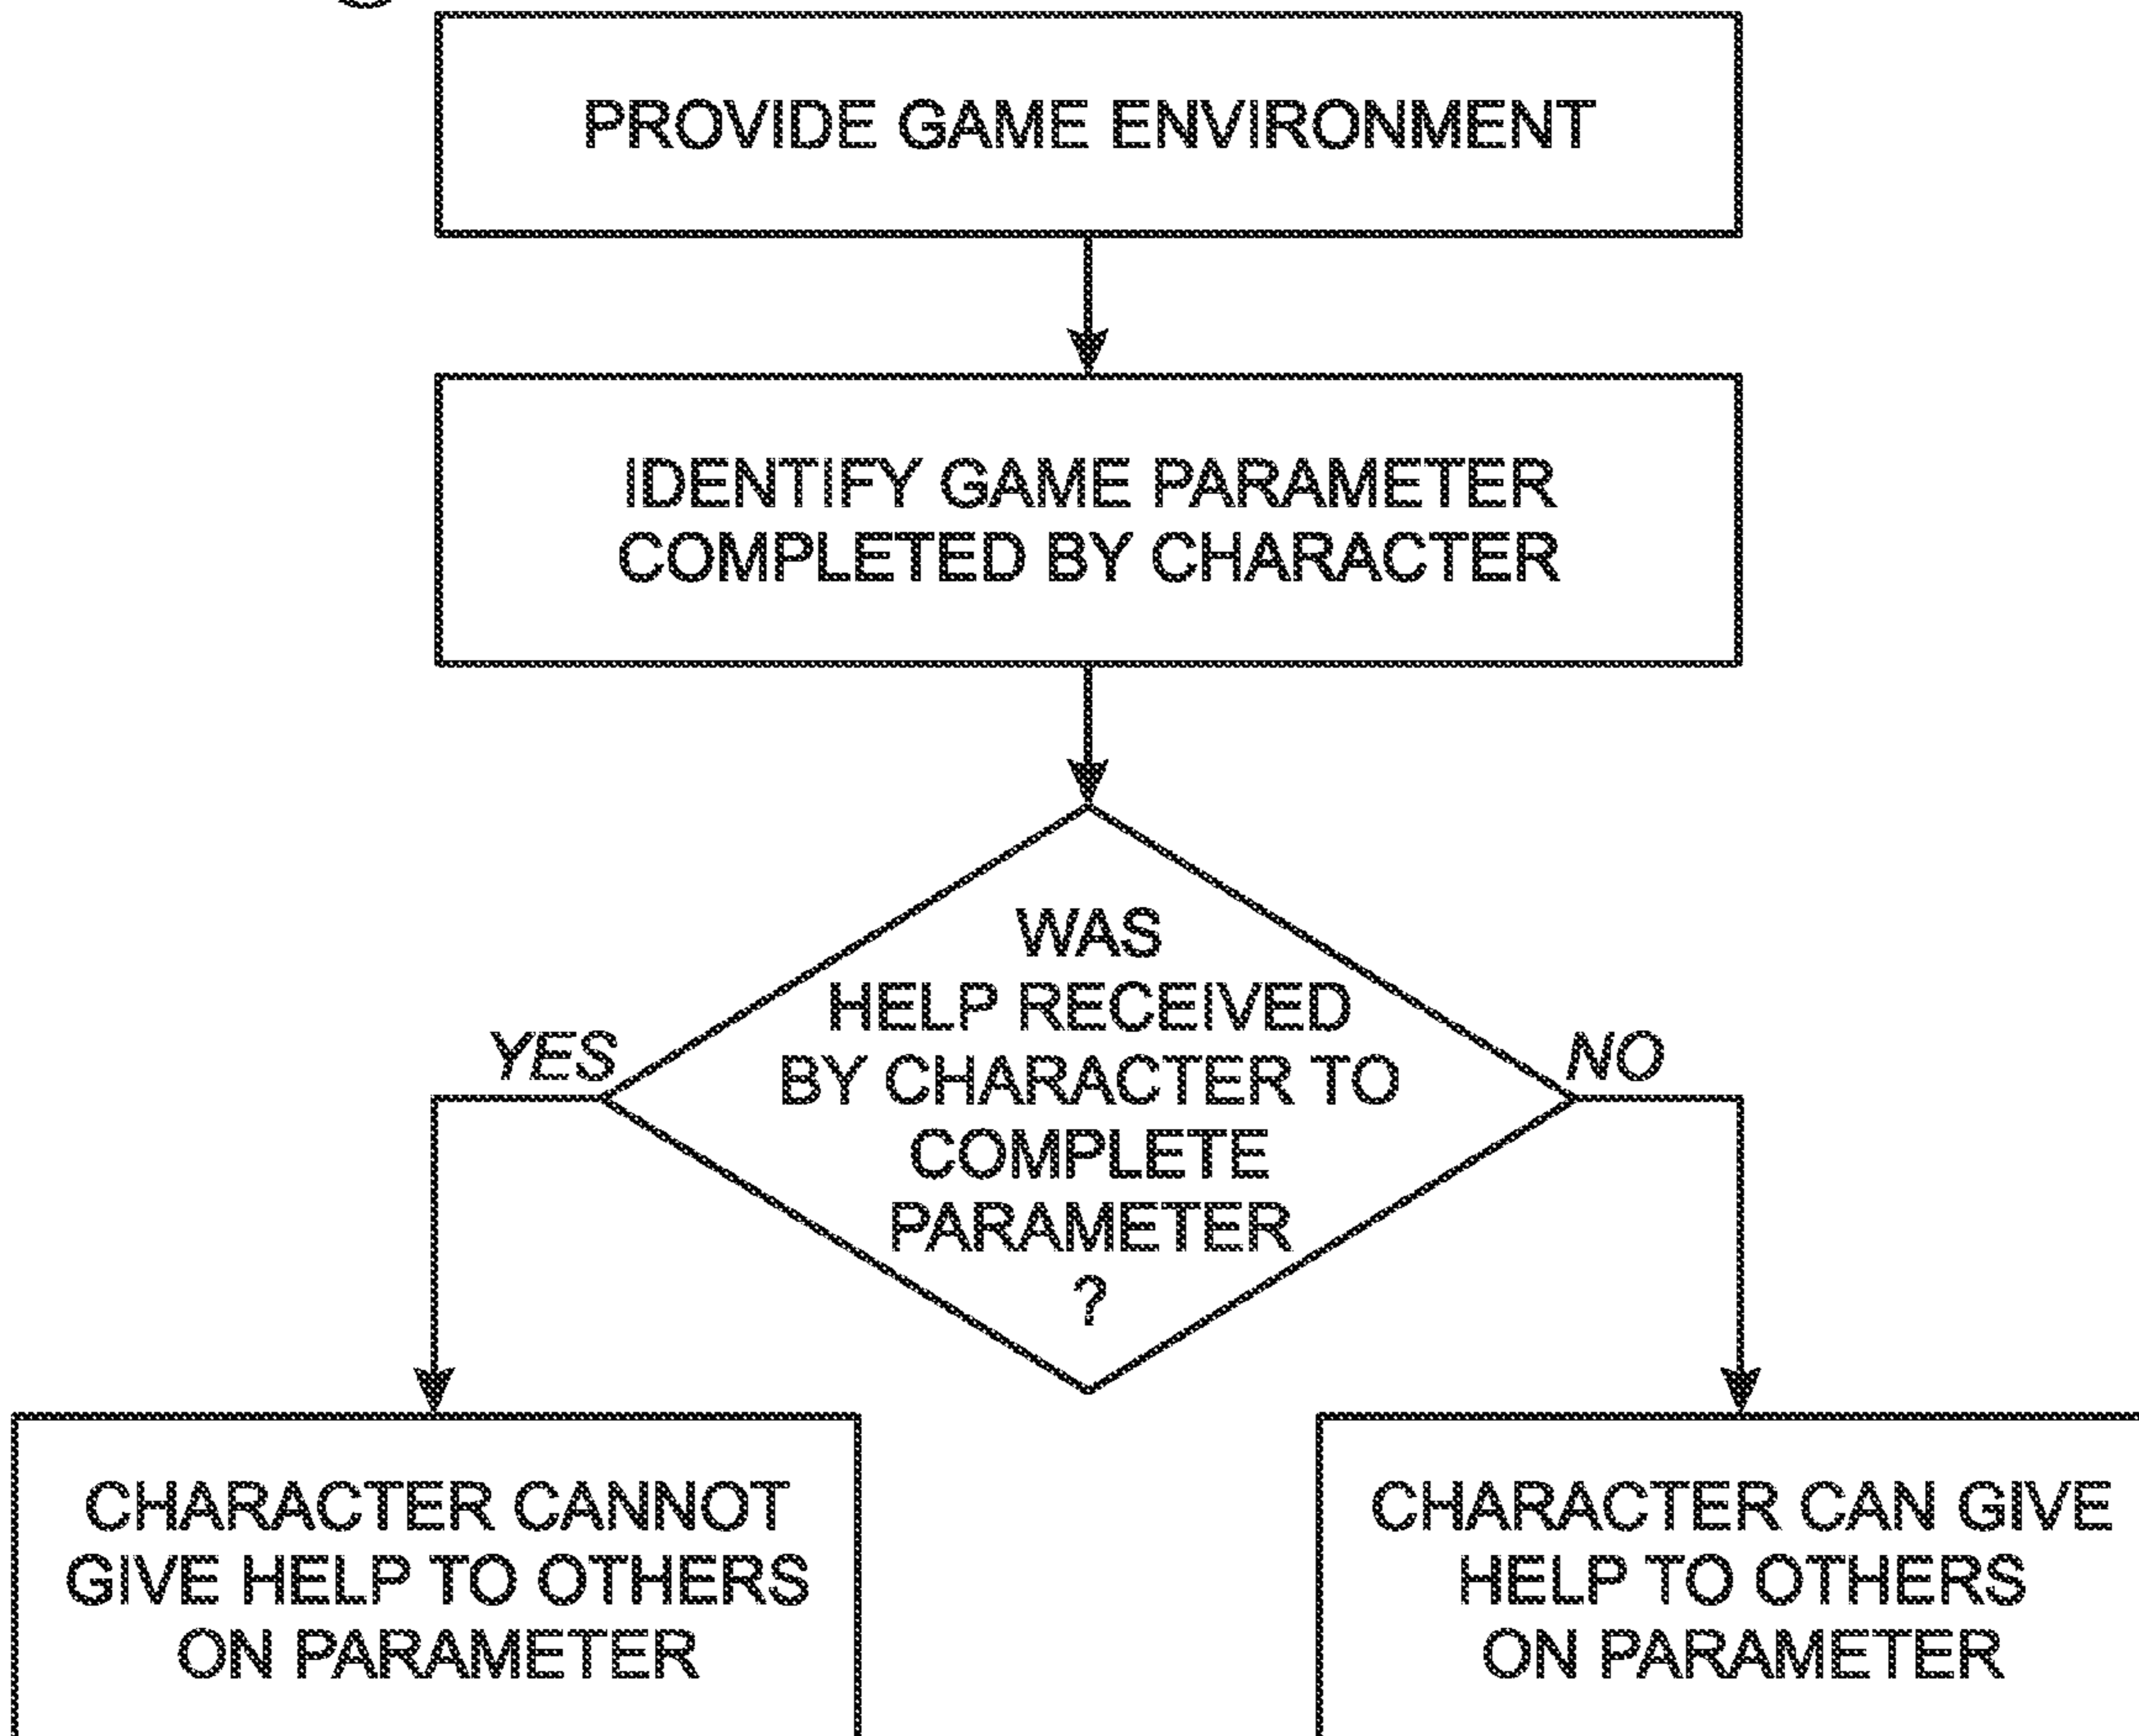 PROVIDE GAME ENVIRONMENT
IDENTIFY GAME PARAMETER
COMPLETED BY CHARACTER
WAS
HELP RECEIVED
BY CHARACTER TO
COMPLETE
PARAMETER
?
YES
NO
CHARACTER CANNOT
GIVE HELP TO OTHERS
ON PARAMETER
CHARACTER CAN GIVE
HELP TO OTHERS
ON PARAMETER